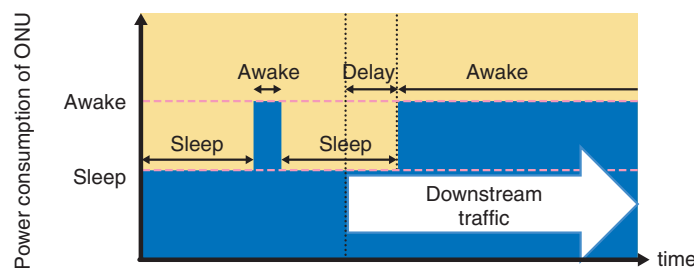 Power consumption of ONU
Awake
Delay
Awake
Awake
Sleep
Sleep
Sleep
Downstream
traffic
time